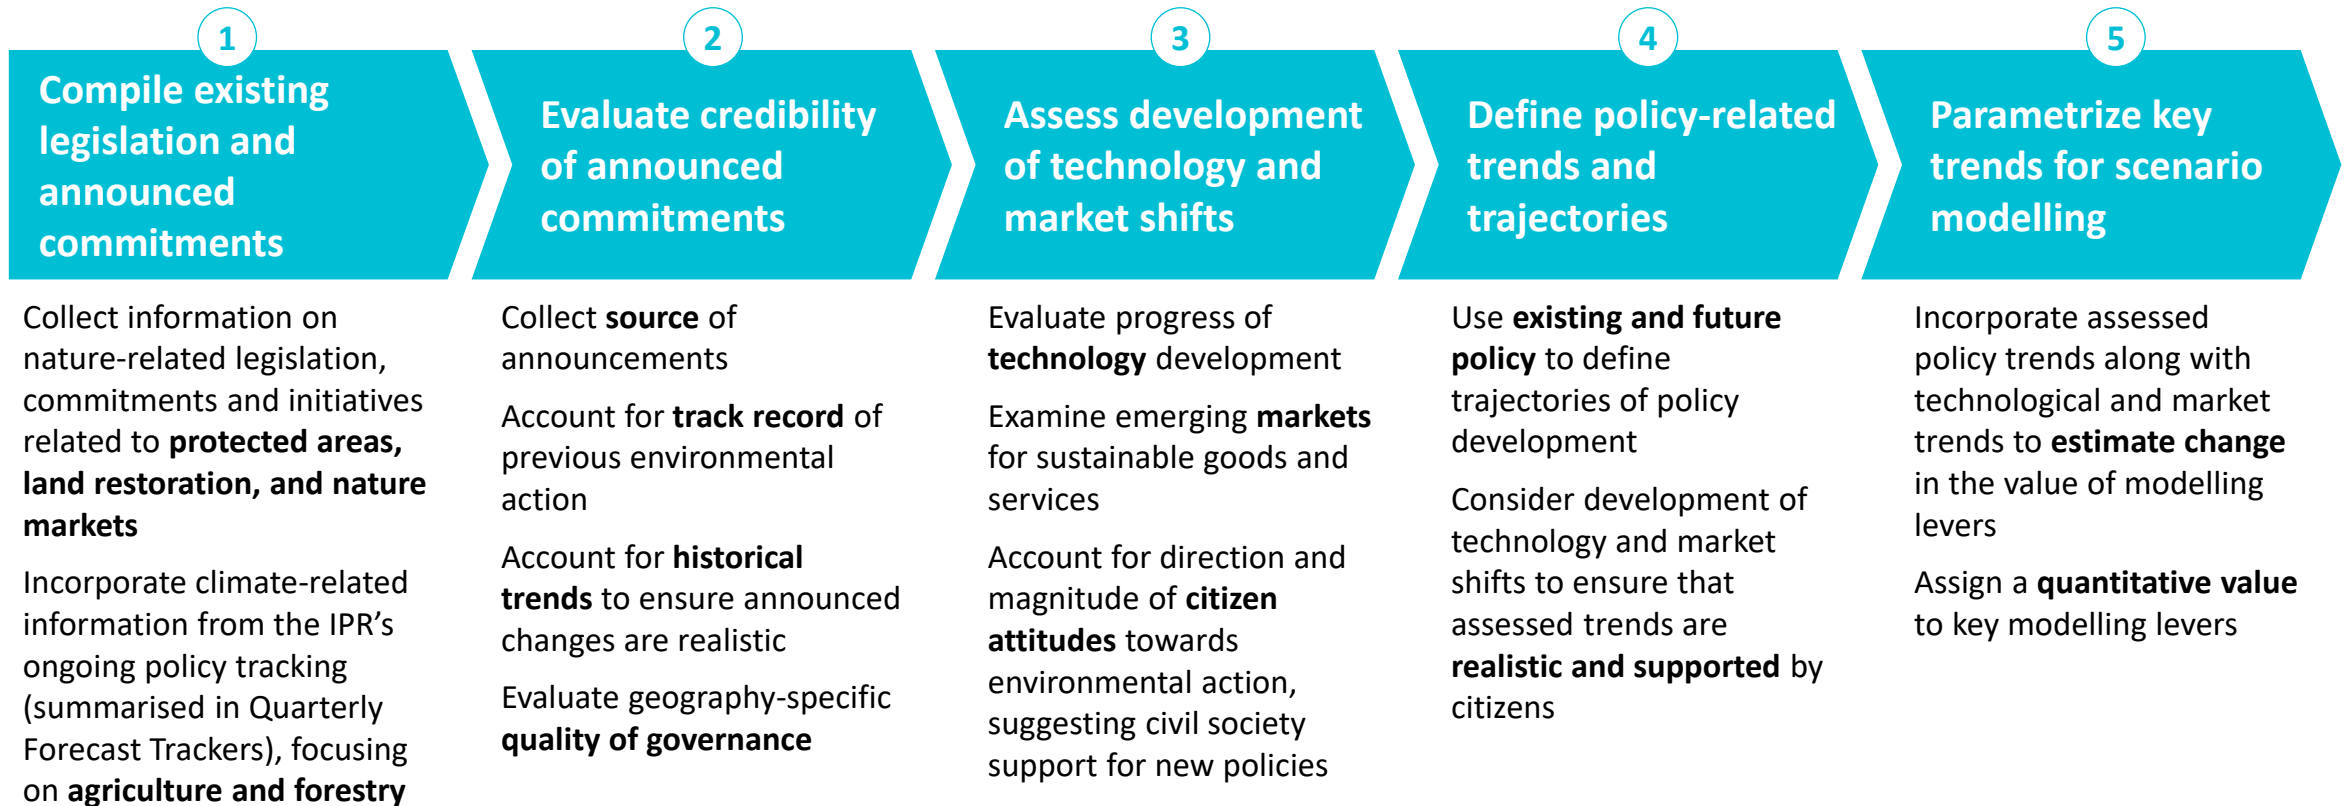 1
Compile existing
legislation and
announced
commitments
Collect information on
nature-related legislation,
commitments and initiatives
related to protected areas,
land restoration, and nature
markets
Incorporate climate-related
information from the IPR’s
ongoing policy tracking
(summarised in Quarterly
Forecast Trackers), focusing
on agriculture and forestry
2
Evaluate credibility
of announced
commitments
Collect source of
announcements
Account for track record of
previous environmental
action
Account for historical
trends to ensure announced
changes are realistic
Evaluate geography-specific
quality of governance
3
Assess development
of technology and
market shifts
Evaluate progress of
technology development
Examine emerging markets
for sustainable goods and
services
Account for direction and
magnitude of citizen
attitudes towards
environmental action,
suggesting civil society
support for new policies
4
Define policy-related
trends and
trajectories
Use existing and future
policy to define
trajectories of policy
development
Consider development of
technology and market
shifts to ensure that
assessed trends are
realistic and supported by
citizens
5
Parametrize key
trends for scenario
modelling
Incorporate assessed
policy trends along with
technological and market
trends to estimate change
in the value of modelling
levers
Assign a quantitative value
to key modelling levers